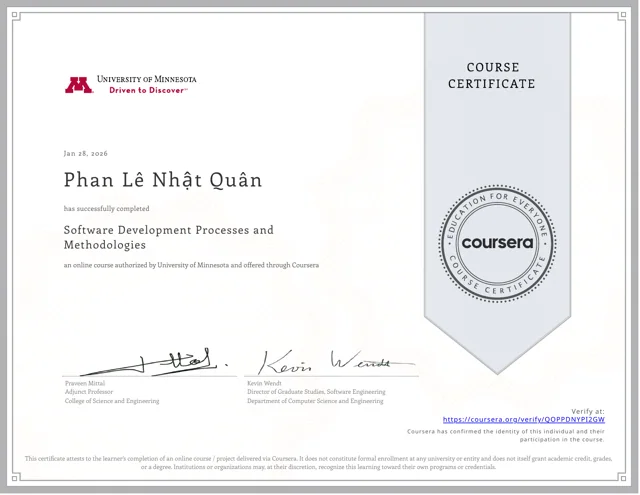 University of Minnesota
Driven to Discover℠
COURSE
CERTIFICATE
Jan 28, 2026
Phan Lê Nhật Quân
has successfully completed
Software Development Processes and
Methodologies
an online course authorized by University of Minnesota and offered through Coursera
EDUCATION FOR EVERYONE
coursera
COURSE CERTIFICATE
Kevin Wendt
Praveen Mittal
Adjunct Professor
College of Science and Engineering
Kevin Wendt
Director of Graduate Studies, Software Engineering
Department of Computer Science and Engineering
Verify at:
https://coursera.org/verify/QOPPDNYPI2GW
Coursera has confirmed the identity of this individual and their
participation in the course.
This certificate attests to the learner's completion of an online course / project delivered via Coursera. It does not constitute formal enrollment at any university or entity and does not itself grant academic credit, grades,
or a degree. Institutions or organizations may, at their discretion, recognize this learning toward their own programs or credentials.